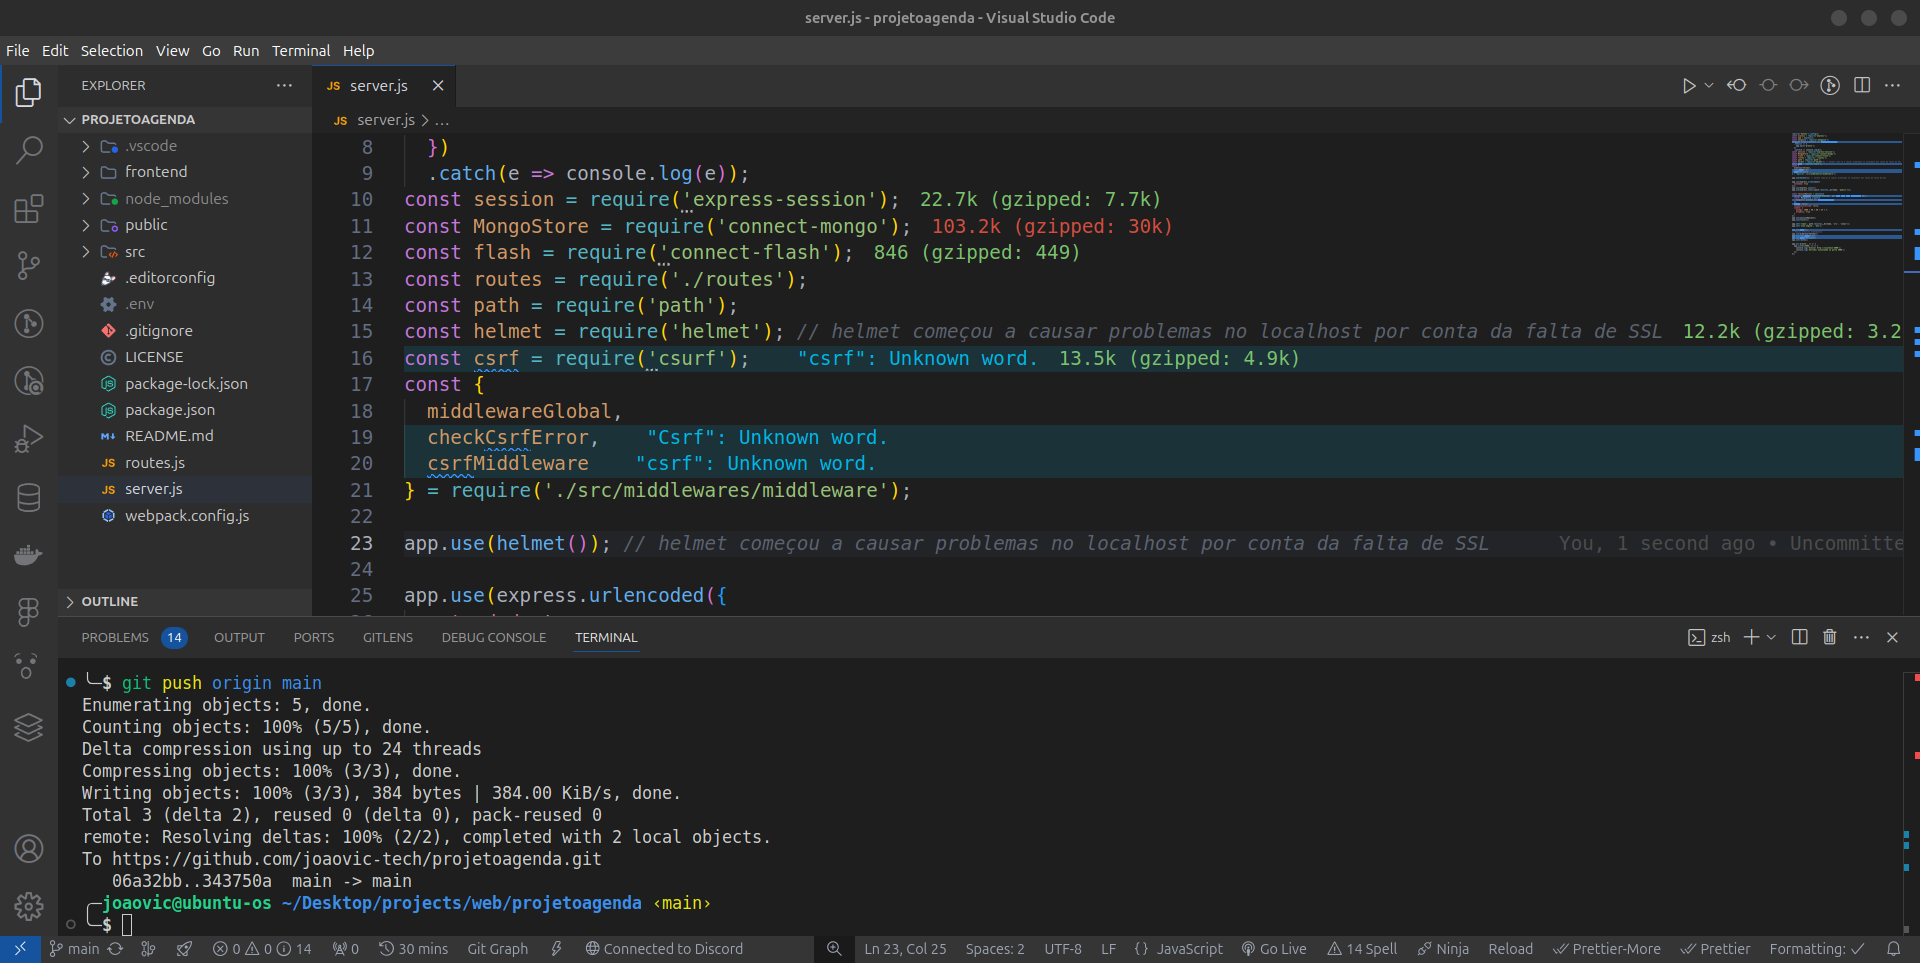 server.js - projetoagenda - Visual Studio Code
File Edit Selection View Go Run Terminal Help
EXPLORER
PROJETOAGENDA
.vscode
frontend
node_modules
public
src
.editorconfig
.env
.gitignore
LICENSE
package-lock.json
package.json
README.md
routes.js
server.js
webpack.config.js
OUTLINE
JS server.js
JS server.js > ...
8 })
9 .catch(e => console.log(e));
10 const session = require('express-session'); 22.7k (gzipped: 7.7k)
11 const MongoStore = require('connect-mongo'); 103.2k (gzipped: 30k)
12 const flash = require('connect-flash'); 846 (gzipped: 449)
13 const routes = require('./routes');
14 const path = require('path');
15 const helmet = require('helmet'); // helmet começou a causar problemas no localhost por conta da falta de SSL 12.2k (gzipped: 3.2
16 const csrf = require('csurf'); "csrf": Unknown word. 13.5k (gzipped: 4.9k)
17 const {
18 middlewareGlobal,
19 checkCsrfError, "Csrf": Unknown word.
20 csrfMiddleware "csrf": Unknown word.
21 } = require('./src/middlewares/middleware');
22
23 app.use(helmet()); // helmet começou a causar problemas no localhost por conta da falta de SSL You, 1 second ago • Uncommitte
24
25 app.use(express.urlencoded({
PROBLEMS 14 OUTPUT PORTS GITLENS DEBUG CONSOLE TERMINAL
zsh
$ git push origin main
Enumerating objects: 5, done.
Counting objects: 100% (5/5), done.
Delta compression using up to 24 threads
Compressing objects: 100% (3/3), done.
Writing objects: 100% (3/3), 384 bytes | 384.00 KiB/s, done.
Total 3 (delta 2), reused 0 (delta 0), pack-reused 0
remote: Resolving deltas: 100% (2/2), completed with 2 local objects.
To https://github.com/joaovic-tech/projetoagenda.git
06a32bb..343750a main -> main
joaovic@ubuntu-os ~/Desktop/projects/web/projetoagenda ‹main›
$
main 0 0 14 0 30 mins Git Graph Connected to Discord Ln 23, Col 25 Spaces: 2 UTF-8 LF {} JavaScript Go Live 14 Spell Ninja Reload Prettier-More Prettier Formatting: